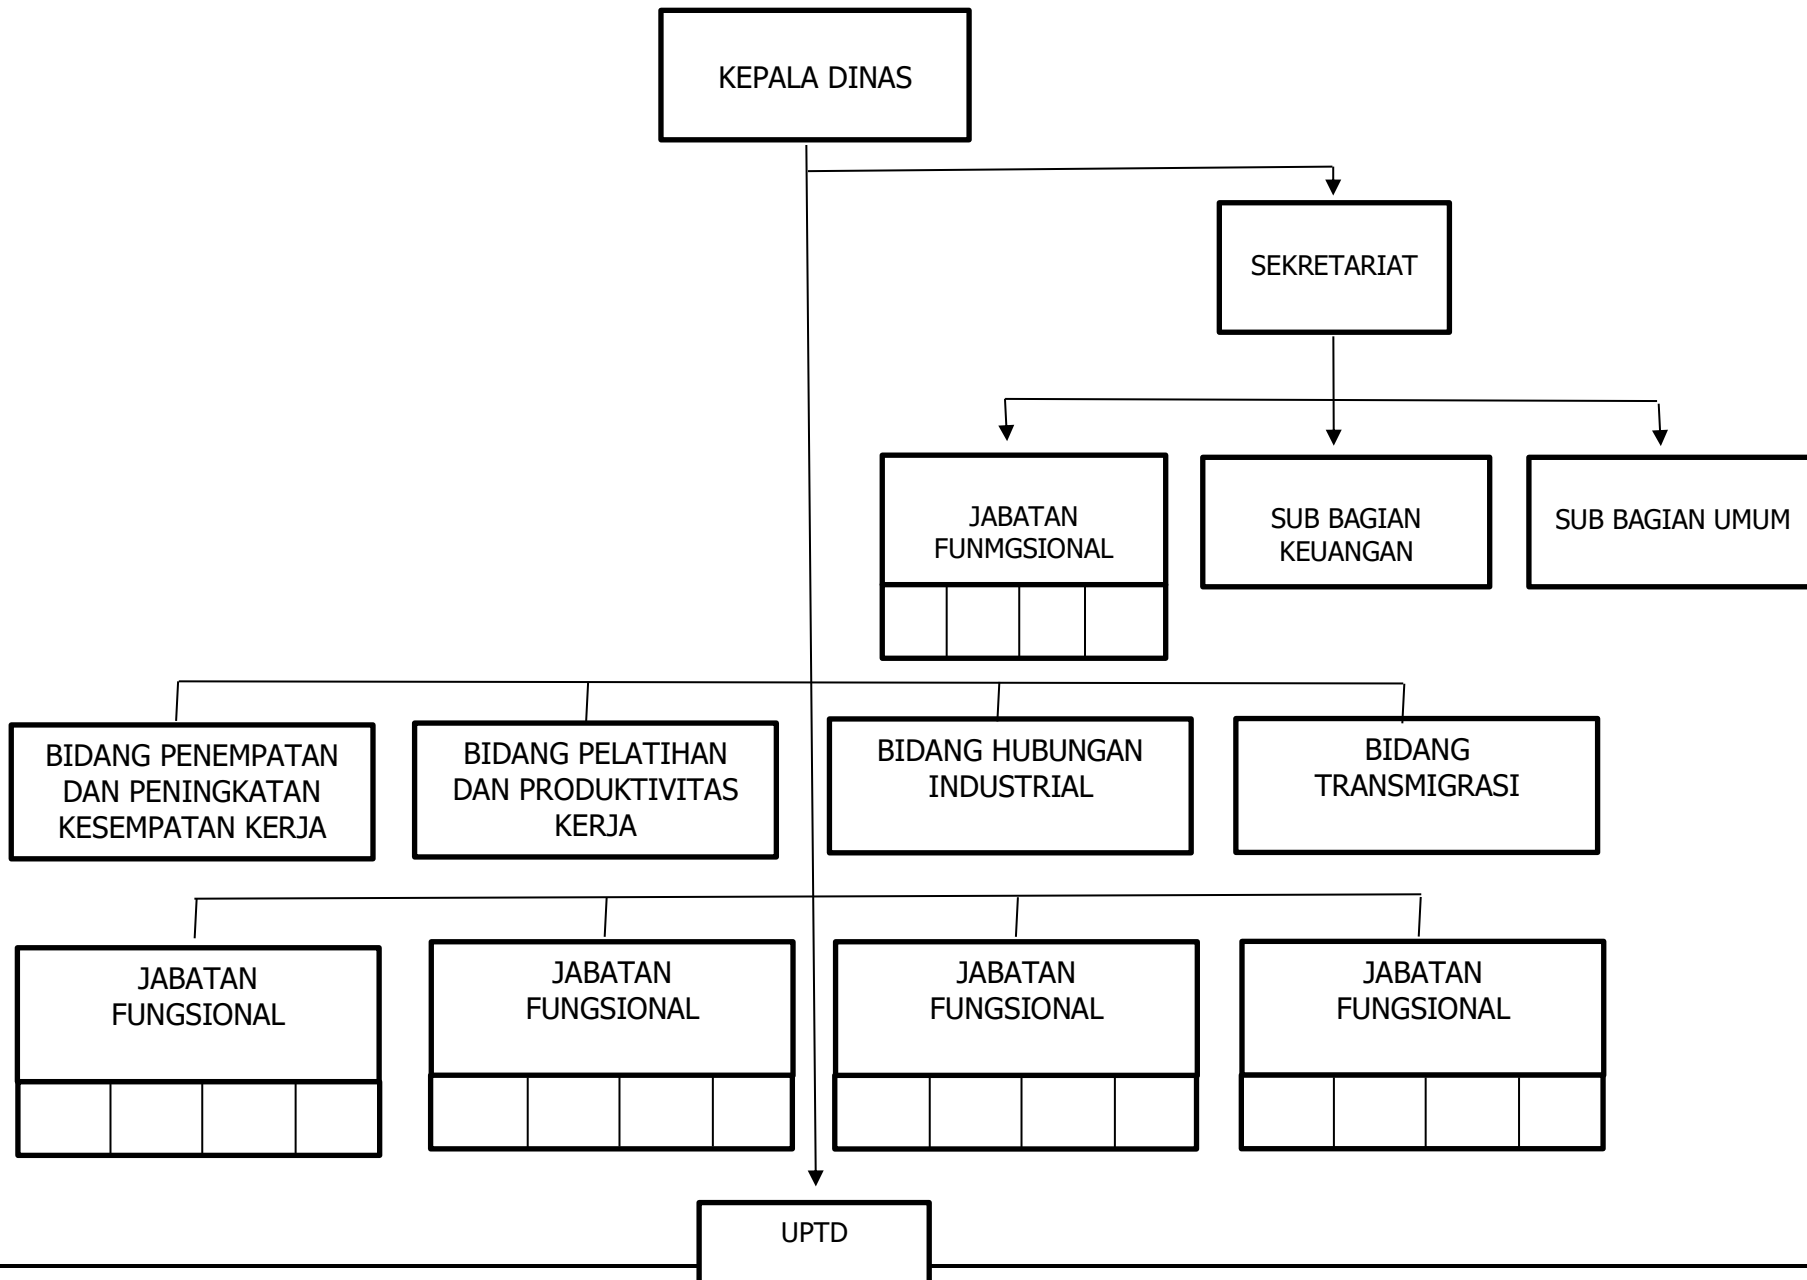 KEPALA DINAS
SEKRETARIAT
JABATAN
FUNMGSIONAL
SUB BAGIAN
KEUANGAN
SUB BAGIAN UMUM
BIDANG PENEMPATAN
DAN PENINGKATAN
KESEMPATAN KERJA
BIDANG PELATIHAN
DAN PRODUKTIVITAS
KERJA
BIDANG HUBUNGAN
INDUSTRIAL
BIDANG
TRANSMIGRASI
JABATAN
FUNGSIONAL
JABATAN
FUNGSIONAL
JABATAN
FUNGSIONAL
JABATAN
FUNGSIONAL
UPTD